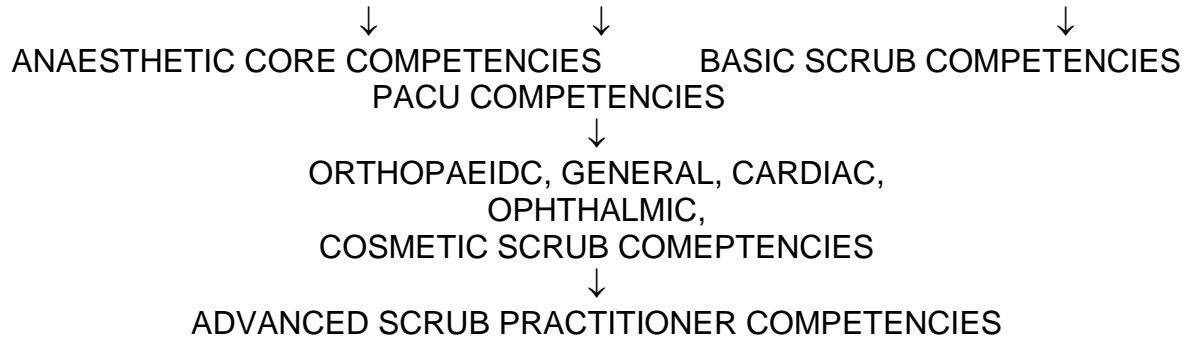 ↓ ↓ ↓
ANAESTHETIC CORE COMPETENCIES BASIC SCRUB COMPETENCIES
PACU COMPETENCIES
↓
ORTHOPAEIDC, GENERAL, CARDIAC,
OPHTHALMIC,
COSMETIC SCRUB COMEPTENCIES
↓
ADVANCED SCRUB PRACTITIONER COMPETENCIES